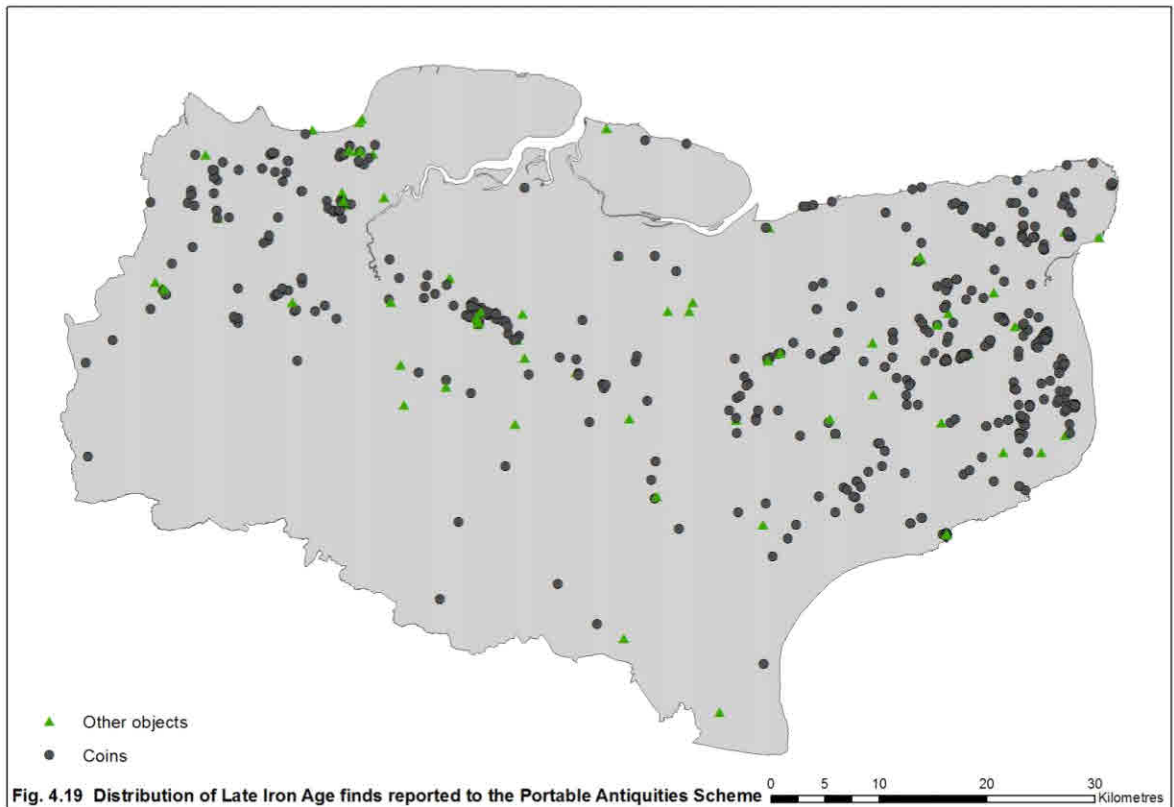 Other objects
Coins
Fig. 4.19 Distribution of Late Iron Age finds reported to the Portable Antiquities Scheme
0 5 10 20 30
Kilometres